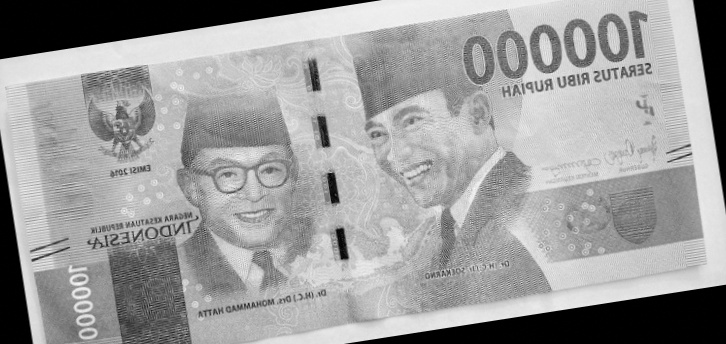 100000
SERATUS RIBU RUPIAH
EMISI 2016
NEGARA KESATUAN REPUBLIK
INDONESIA
Dr. (H.C.) Drs. MOHAMMAD HATTA
Dr. (H.C.) Ir. SOEKARNO
100000